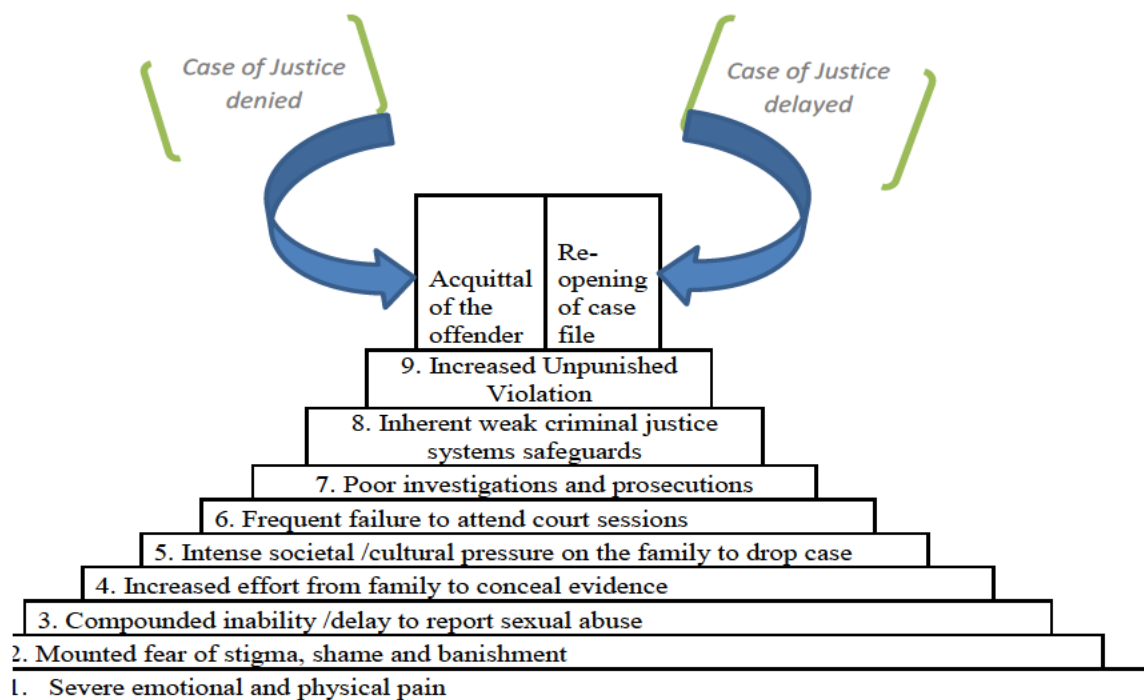 Case of Justice
denied
Case of Justice
delayed
Acquittal
of the
offender
Re-
opening
of case
file
9. Increased Unpunished
Violation
8. Inherent weak criminal justice
systems safeguards
7. Poor investigations and prosecutions
6. Frequent failure to attend court sessions
5. Intense societal /cultural pressure on the family to drop case
4. Increased effort from family to conceal evidence
3. Compounded inability /delay to report sexual abuse
2. Mounted fear of stigma, shame and banishment
1. Severe emotional and physical pain